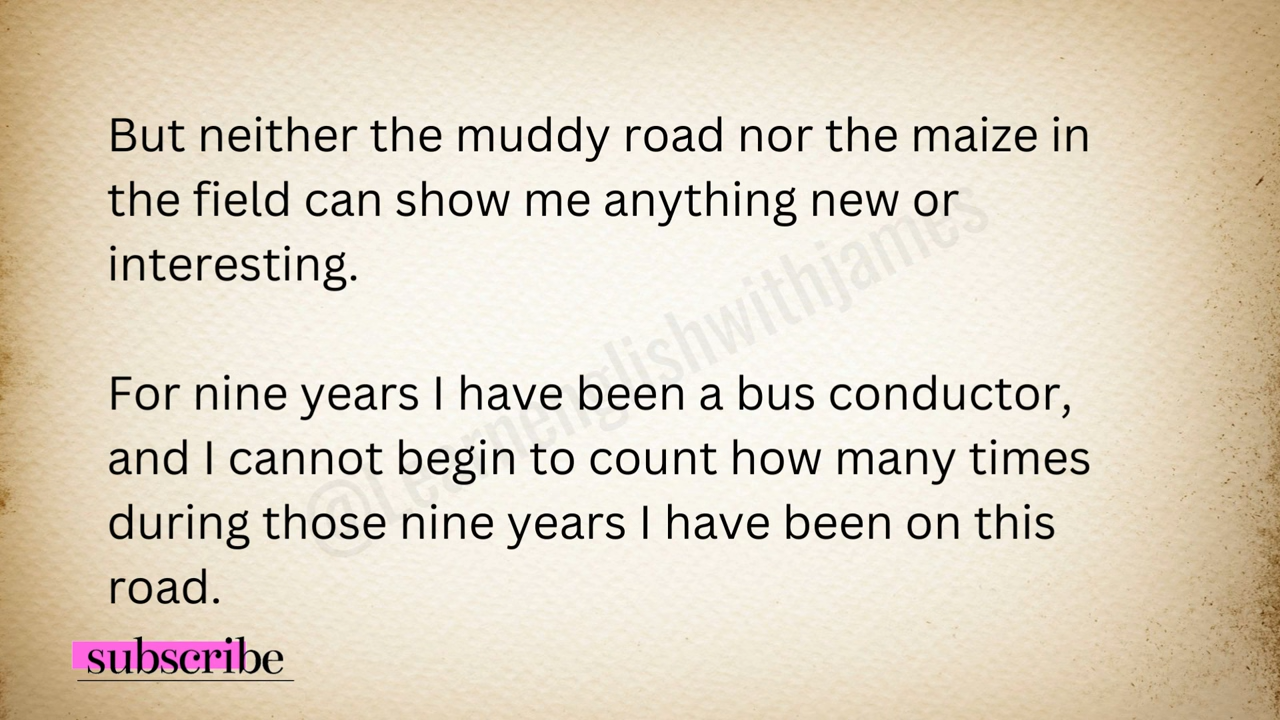 But neither the muddy road nor the maize in
the field can show me anything new or
interesting.
For nine years I have been a bus conductor,
and I cannot begin to count how many times
during those nine years I have been on this
road.
@Learnenglishwithjames
subscribe